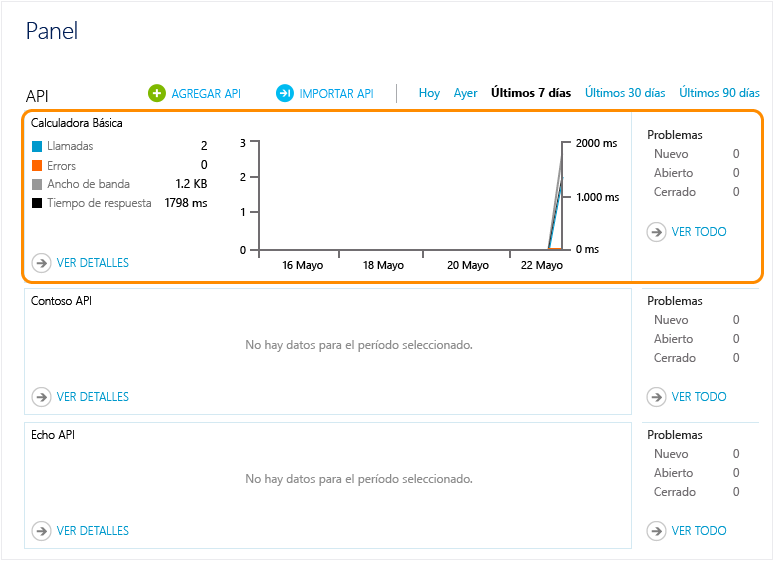 Panel
API AGREGAR API IMPORTAR API Hoy Ayer Últimos 7 días Últimos 30 días Últimos 90 días
Calculadora Básica
Llamadas 2
Errors 0
Ancho de banda 1.2 KB
Tiempo de respuesta 1798 ms
VER DETALLES
3
2
1
0
2000 ms
1.000 ms
0 ms
16 Mayo 18 Mayo 20 Mayo 22 Mayo
Problemas
Nuevo 0
Abierto 0
Cerrado 0
VER TODO
Contoso API
No hay datos para el período seleccionado.
VER DETALLES
Problemas
Nuevo 0
Abierto 0
Cerrado 0
VER TODO
Echo API
No hay datos para el período seleccionado.
VER DETALLES
Problemas
Nuevo 0
Abierto 0
Cerrado 0
VER TODO